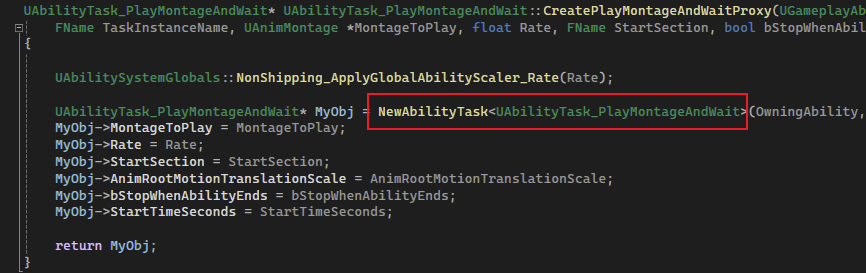 UAbilityTask_PlayMontageAndWait* UAbilityTask_PlayMontageAndWait::CreatePlayMontageAndWaitProxy(UGameplayAb
FName TaskInstanceName, UAnimMontage *MontageToPlay, float Rate, FName StartSection, bool bStopWhenAbil
{
UAbilitySystemGlobals::NonShipping_ApplyGlobalAbilityScaler_Rate(Rate);
UAbilityTask_PlayMontageAndWait* MyObj = NewAbilityTask<UAbilityTask_PlayMontageAndWait>(OwningAbility,
MyObj->MontageToPlay = MontageToPlay;
MyObj->Rate = Rate;
MyObj->StartSection = StartSection;
MyObj->AnimRootMotionTranslationScale = AnimRootMotionTranslationScale;
MyObj->bStopWhenAbilityEnds = bStopWhenAbilityEnds;
MyObj->StartTimeSeconds = StartTimeSeconds;
return MyObj;
}